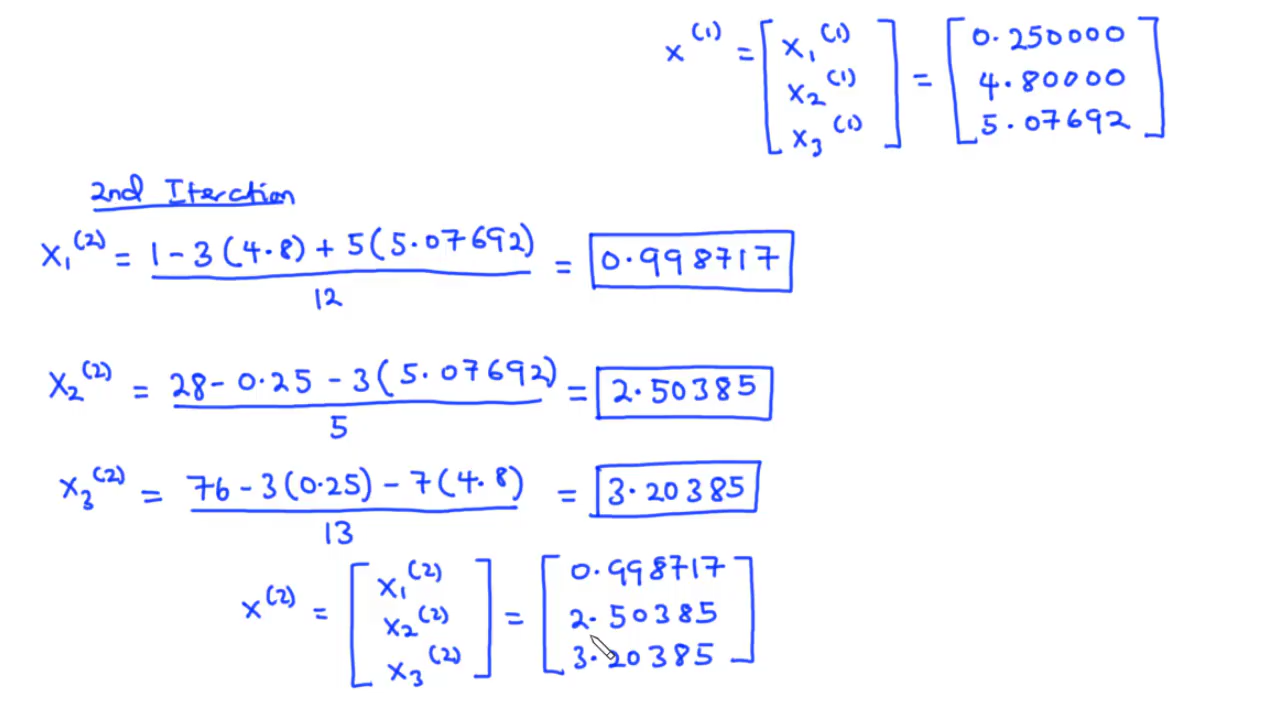 x^(1) = [x₁^(1) x₂^(1) x₃^(1)] = [0.250000 4.80000 5.07692]
2nd Iterction
x₁^(2) = (1 - 3(4.8) + 5(5.07692)) / 12 = 0.998717
x₂^(2) = (28 - 0.25 - 3(5.07692)) / 5 = 2.50385
x₃^(2) = (76 - 3(0.25) - 7(4.8)) / 13 = 3.20385
x^(2) = [x₁^(2) x₂^(2) x₃^(2)] = [0.998717 2.50385 3.20385]